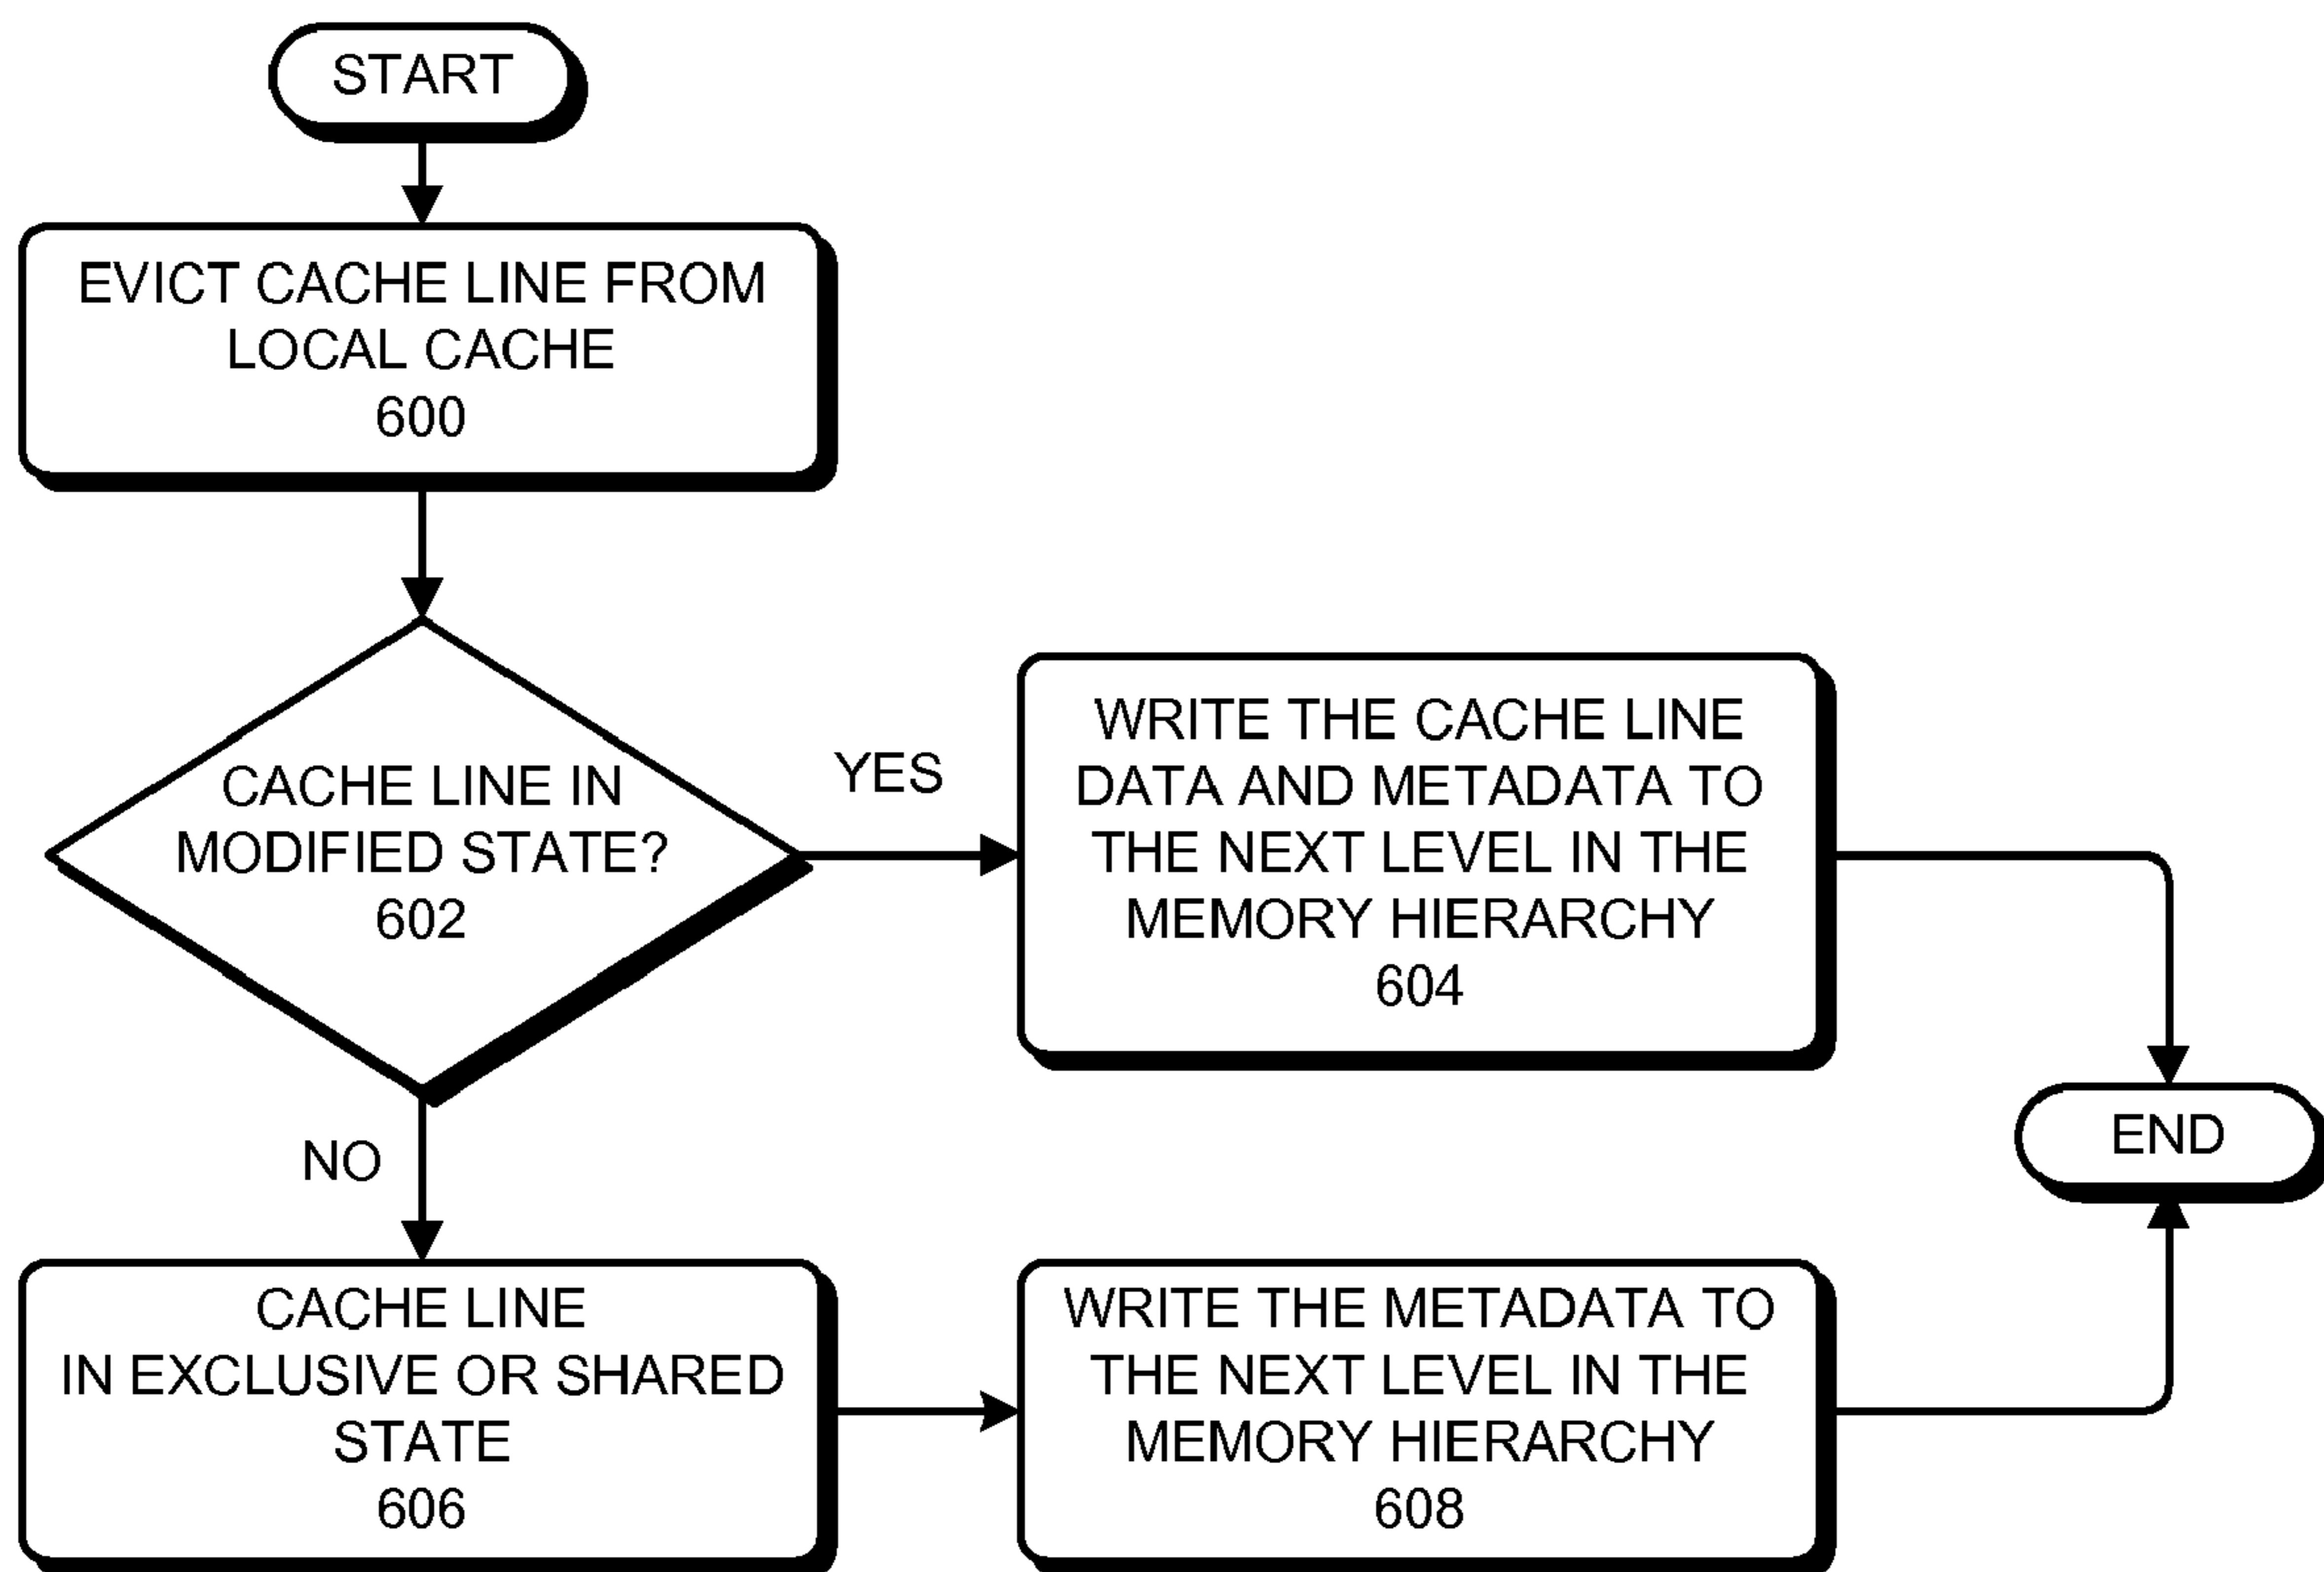 START
EVICT CACHE LINE FROM
LOCAL CACHE
600
CACHE LINE IN
MODIFIED STATE?
602
YES
WRITE THE CACHE LINE
DATA AND METADATA TO
THE NEXT LEVEL IN THE
MEMORY HIERARCHY
604
NO
CACHE LINE
IN EXCLUSIVE OR SHARED
STATE
606
WRITE THE METADATA TO
THE NEXT LEVEL IN THE
MEMORY HIERARCHY
608
END